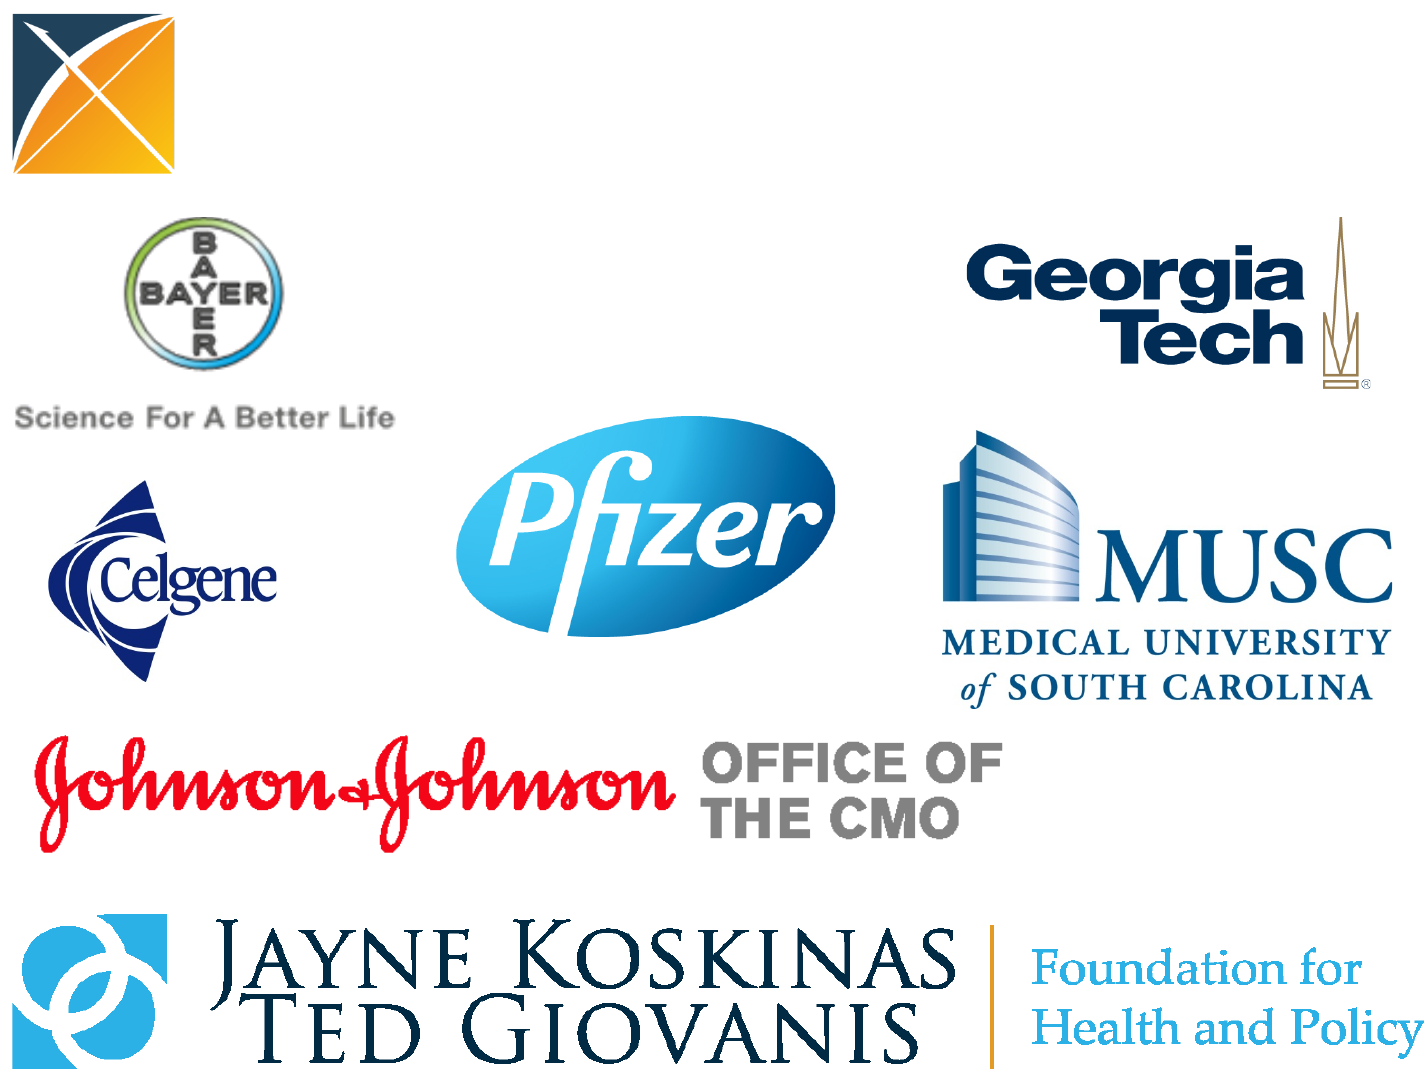 BAYER
BAYER
Science For A Better Life
Georgia
Tech
®
Pfizer
Celgene
MUSC
MEDICAL UNIVERSITY
of SOUTH CAROLINA
Johnson & Johnson
OFFICE OF
THE CMO
JAYNE KOSKINAS
TED GIOVANIS
Foundation for
Health and Policy